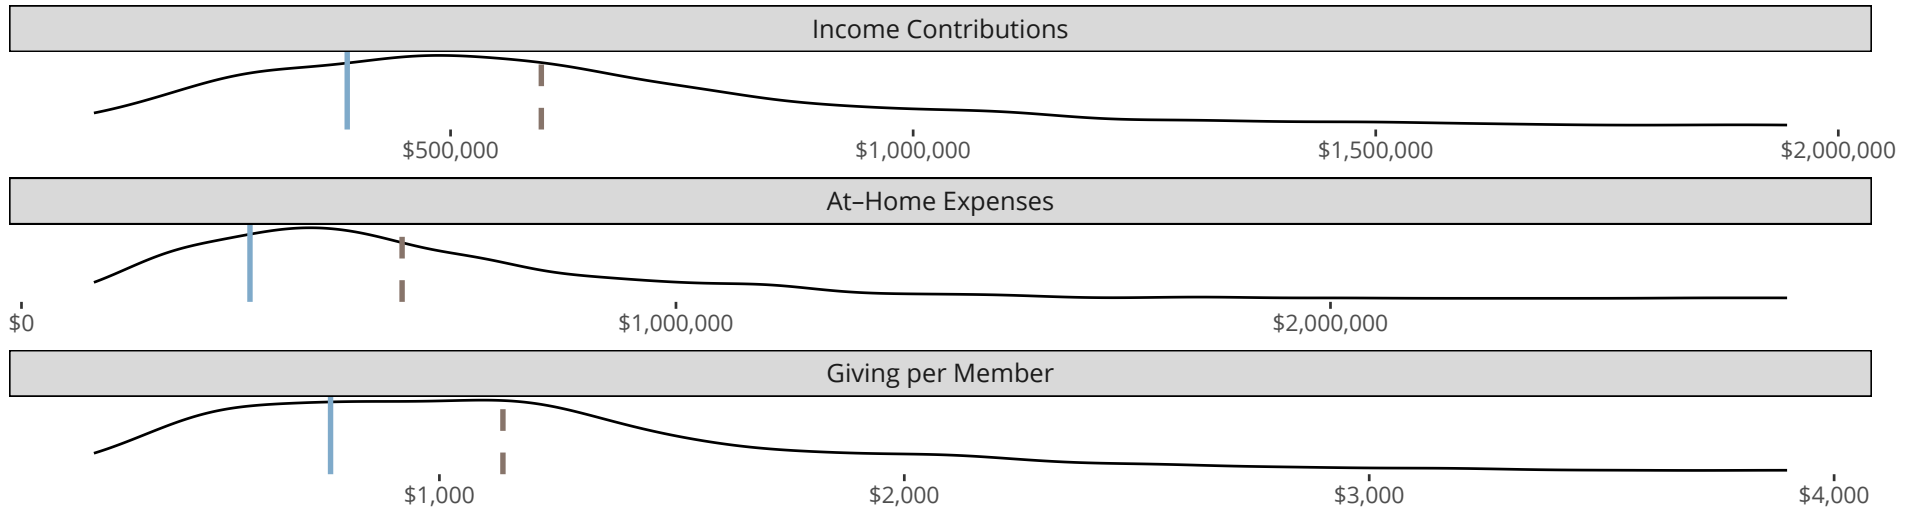 Income Contributions
$500,000 $1,000,000 $1,500,000 $2,000,000
At–Home Expenses
$0 $1,000,000 $2,000,000
Giving per Member
$1,000 $2,000 $3,000 $4,000